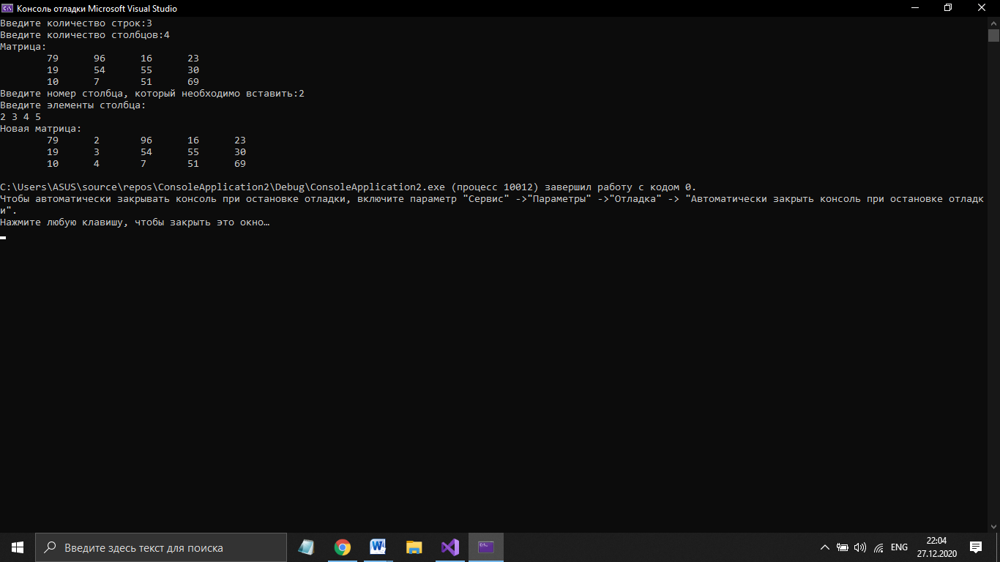 Консоль отладки Microsoft Visual Studio
Введите количество строк:3
Введите количество столбцов:4
Матрица:
79 96 16 23
19 54 55 30
10 7 51 69
Введите номер столбца, который необходимо вставить:2
Введите элементы столбца:
2 3 4 5
Новая матрица:
79 2 96 16 23
19 3 54 55 30
10 4 7 51 69
C:\Users\ASUS\source\repos\ConsoleApplication2\Debug\ConsoleApplication2.exe (процесс 10012) завершил работу с кодом 0.
Чтобы автоматически закрывать консоль при остановке отладки, включите параметр "Сервис" ->"Параметры" ->"Отладка" -> "Автоматически закрыть консоль при остановке отладк
и".
Нажмите любую клавишу, чтобы закрыть это окно…
Введите здесь текст для поиска
ENG
22:04
27.12.2020